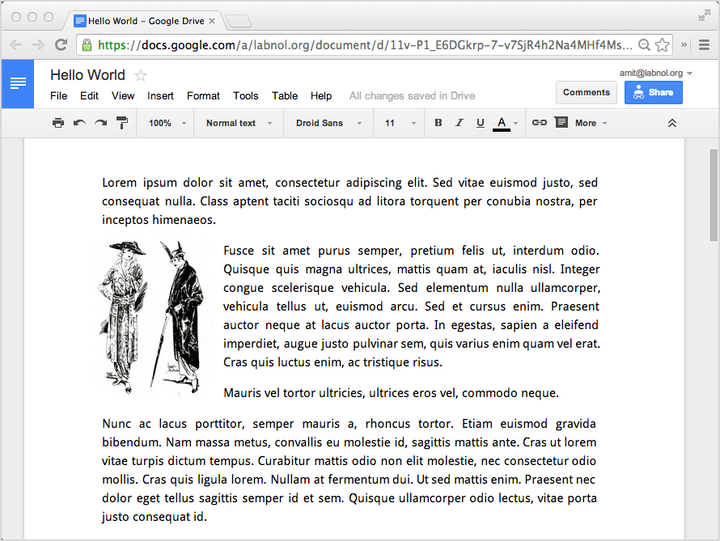 Hello World - Google Drive
https://docs.google.com/a/labnol.org/document/d/11v-P1_E6DGkrp-7-v7SjR4h2Na4MHf4Ms...
Hello World
amit@labnol.org
File Edit View Insert Format Tools Table Help All changes saved in Drive
Comments
Share
100% Normal text Droid Sans 11 B I U A More
Lorem ipsum dolor sit amet, consectetur adipiscing elit. Sed vitae euismod justo, sed
consequat nulla. Class aptent taciti sociosqu ad litora torquent per conubia nostra, per
inceptos himenaeos.
Fusce sit amet purus semper, pretium felis ut, interdum odio.
Quisque quis magna ultrices, mattis quam at, iaculis nisl. Integer
congue scelerisque vehicula. Sed elementum nulla ullamcorper,
vehicula tellus ut, euismod arcu. Sed et cursus enim. Praesent
auctor neque at lacus auctor porta. In egestas, sapien a eleifend
imperdiet, augue justo pulvinar sem, quis varius enim quam vel erat.
Cras quis luctus enim, ac tristique risus.
Mauris vel tortor ultricies, ultrices eros vel, commodo neque.
Nunc ac lacus porttitor, semper mauris a, rhoncus tortor. Etiam euismod gravida
bibendum. Nam massa metus, convallis eu molestie id, sagittis mattis ante. Cras ut lorem
vitae turpis dictum tempus. Curabitur mattis odio non elit molestie, nec consectetur odio
mollis. Cras quis ligula lorem. Nullam at fermentum dui. Ut sed mattis enim. Praesent nec
dolor eget tellus sagittis semper id et sem. Quisque ullamcorper odio lectus, vitae porta
justo consequat id.